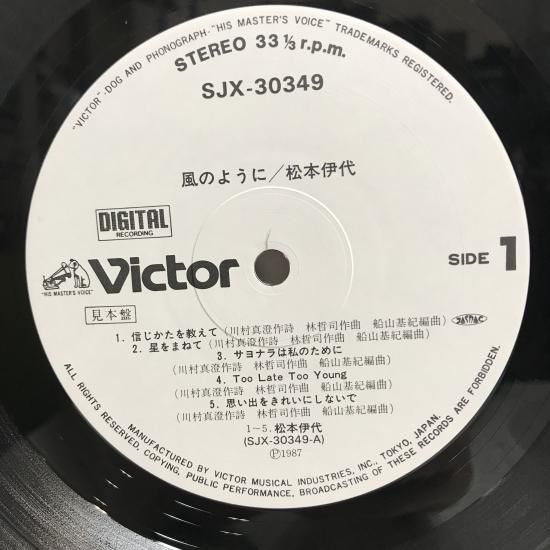 "VICTOR"-DOG AND PHONOGRAPH-"HIS MASTER'S VOICE" TRADEMARKS REGISTERED.
STEREO 33 1/3 r.p.m.
SJX-30349
風のように／松本伊代
DIGITAL
RECORDING
Victor
"HIS MASTER'S VOICE"
SIDE 1
見本盤
JASRAC
1. 信じかたを教えて (川村真澄作詩 林哲司作曲 船山基紀編曲)
2. 星をまねて (川村真澄作詩 林哲司作曲 船山基紀編曲)
3. サヨナラは私のために
(川村真澄作詩 林哲司作曲 船山基紀編曲)
4. Too Late Too Young
(川村真澄作詩 林哲司作曲 船山基紀編曲)
5. 思い出をきれいにしないで
(川村真澄作詩 林哲司作曲 船山基紀編曲)
1～5. 松本伊代
(SJX-30349-A)
Ⓟ1987
MANUFACTURED BY VICTOR MUSICAL INDUSTRIES, INC., TOKYO, JAPAN.
ALL RIGHTS RESERVED, COPYING, PUBLIC PERFORMANCE, BROADCASTING OF THESE RECORDS ARE FORBIDDEN.